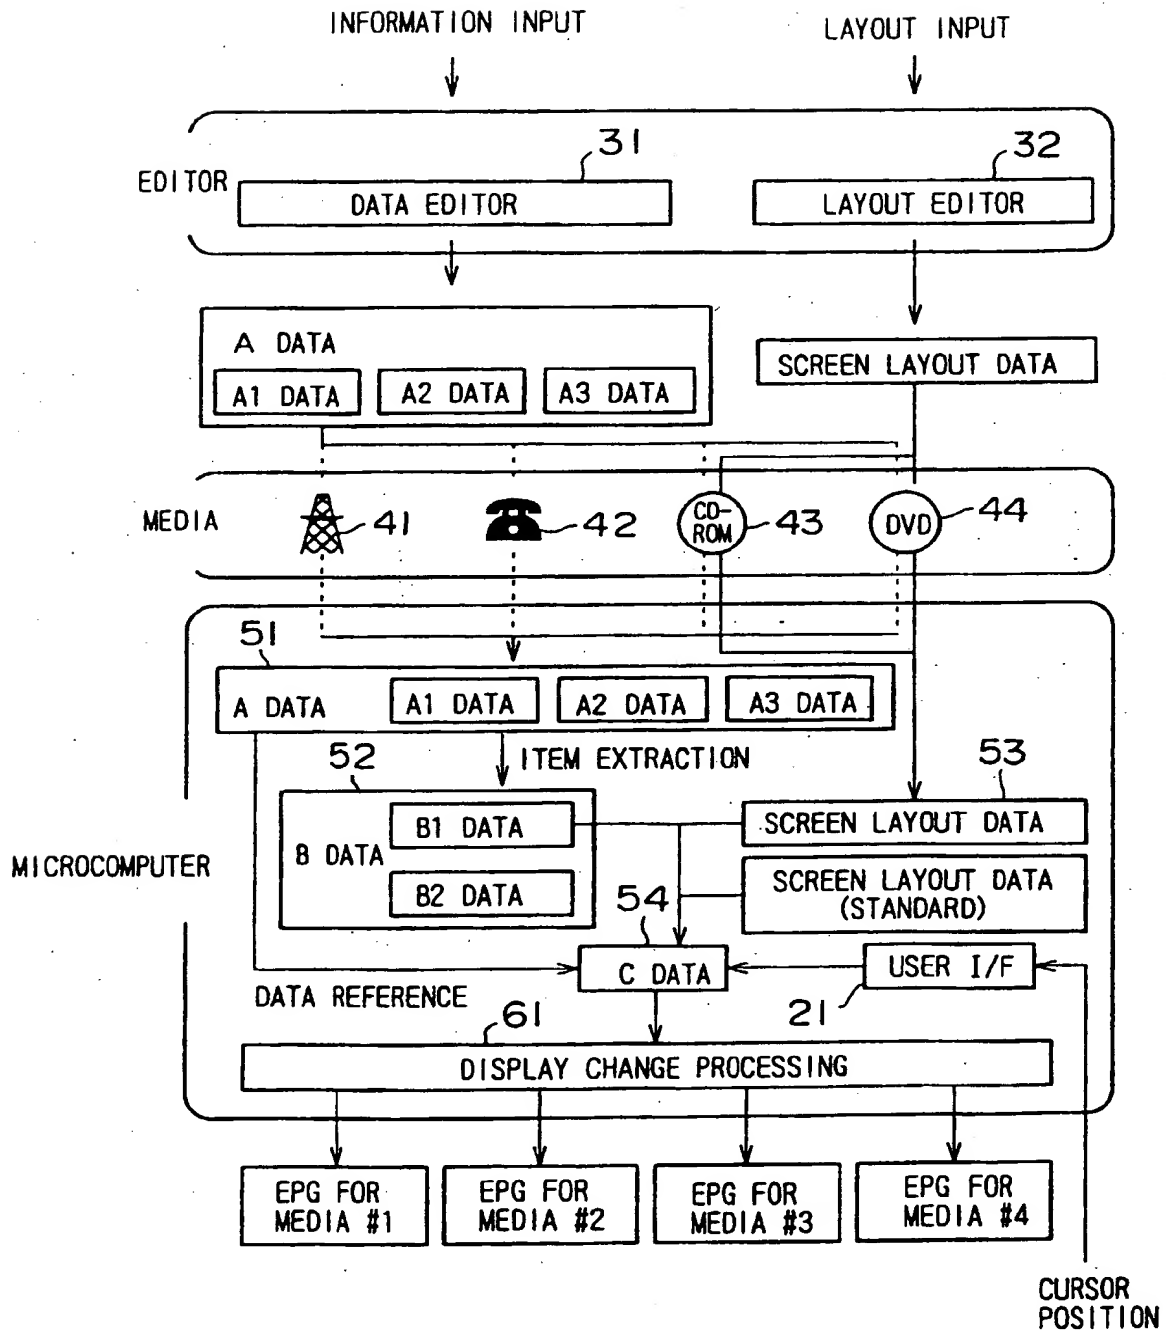 INFORMATION INPUT
LAYOUT INPUT
31
32
EDITOR
DATA EDITOR
LAYOUT EDITOR
A DATA
SCREEN LAYOUT DATA
A1 DATA
A2 DATA
A3 DATA
MEDIA
41
42
CD-
ROM
43
DVD
44
51
A DATA
A1 DATA
A2 DATA
A3 DATA
52
ITEM EXTRACTION
53
B1 DATA
SCREEN LAYOUT DATA
B DATA
MICROCOMPUTER
B2 DATA
54
SCREEN LAYOUT DATA
(STANDARD)
C DATA
USER I/F
DATA REFERENCE
21
61
DISPLAY CHANGE PROCESSING
EPG FOR
MEDIA #1
EPG FOR
MEDIA #2
EPG FOR
MEDIA #3
EPG FOR
MEDIA #4
CURSOR
POSITION